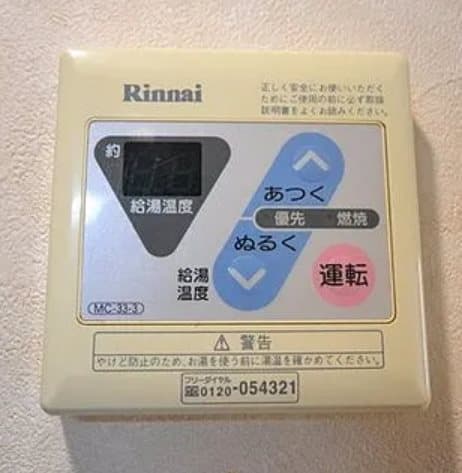 Rinnai
正しく安全にお使いいただく
ためにご使用の前に必ず取扱
説明書をよくお読みください。
約
給湯温度
あつく
優先 燃焼
ぬるく
給湯
温度
運転
MC-33-3
警告
やけど防止のため、お湯を使う前に湯温を確かめてください。
フリーダイヤル
0120-054321